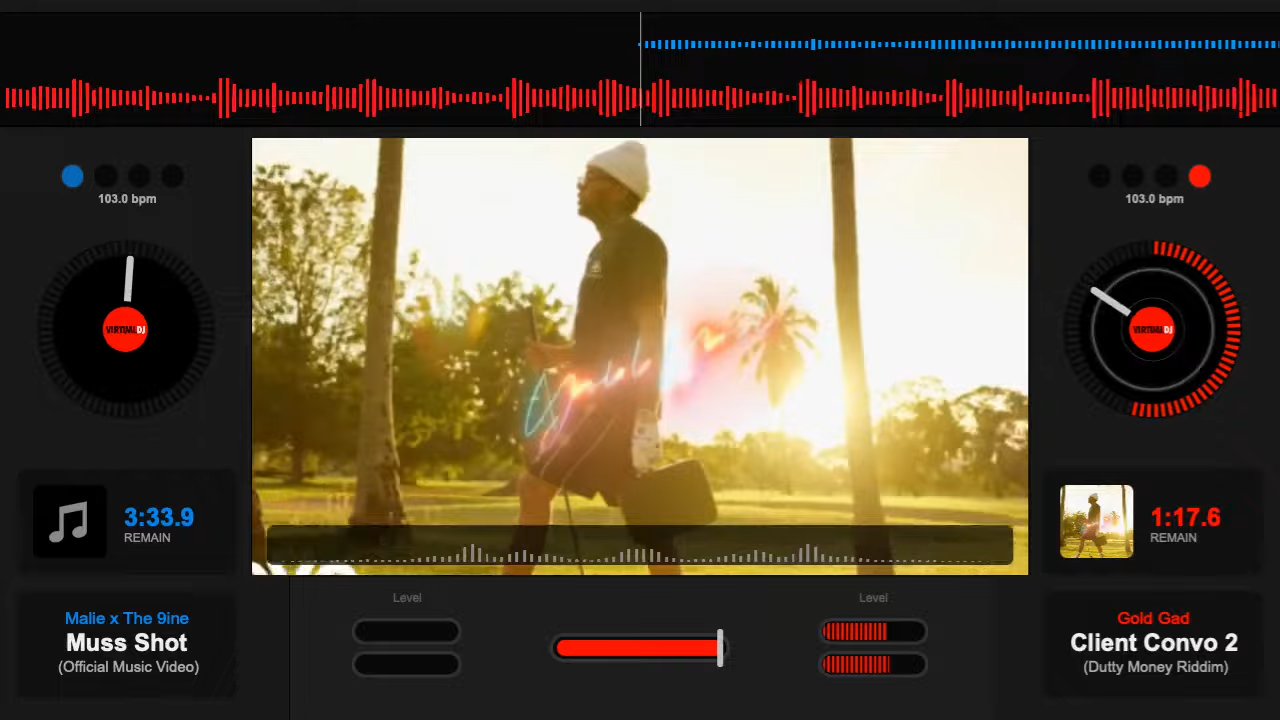 103.0 bpm
103.0 bpm
VIRTUALDJ
VIRTUALDJ
3:33.9
REMAIN
1:17.6
REMAIN
Level
Level
Malie x The 9ine
Muss Shot
(Official Music Video)
Gold Gad
Client Convo 2
(Dutty Money Riddim)